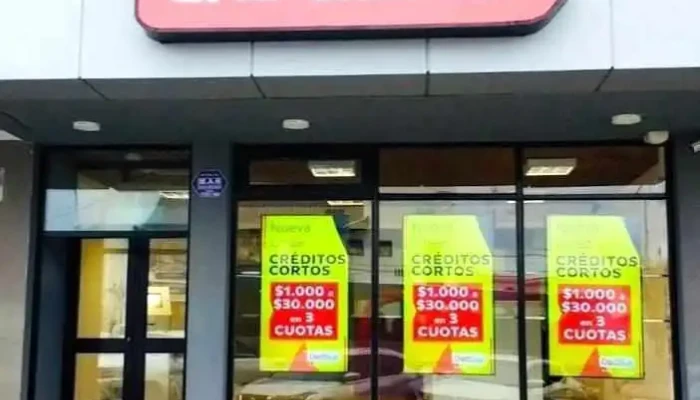 Nueva
CRÉDITOS
CORTOS
$1.000 a
$30.000
en 3
CUOTAS
CRÉDITOS
CORTOS
$1.000 a
$30.000
en 3
CUOTAS
CRÉDITOS
CORTOS
$1.000 a
$30.000
en 3
CUOTAS